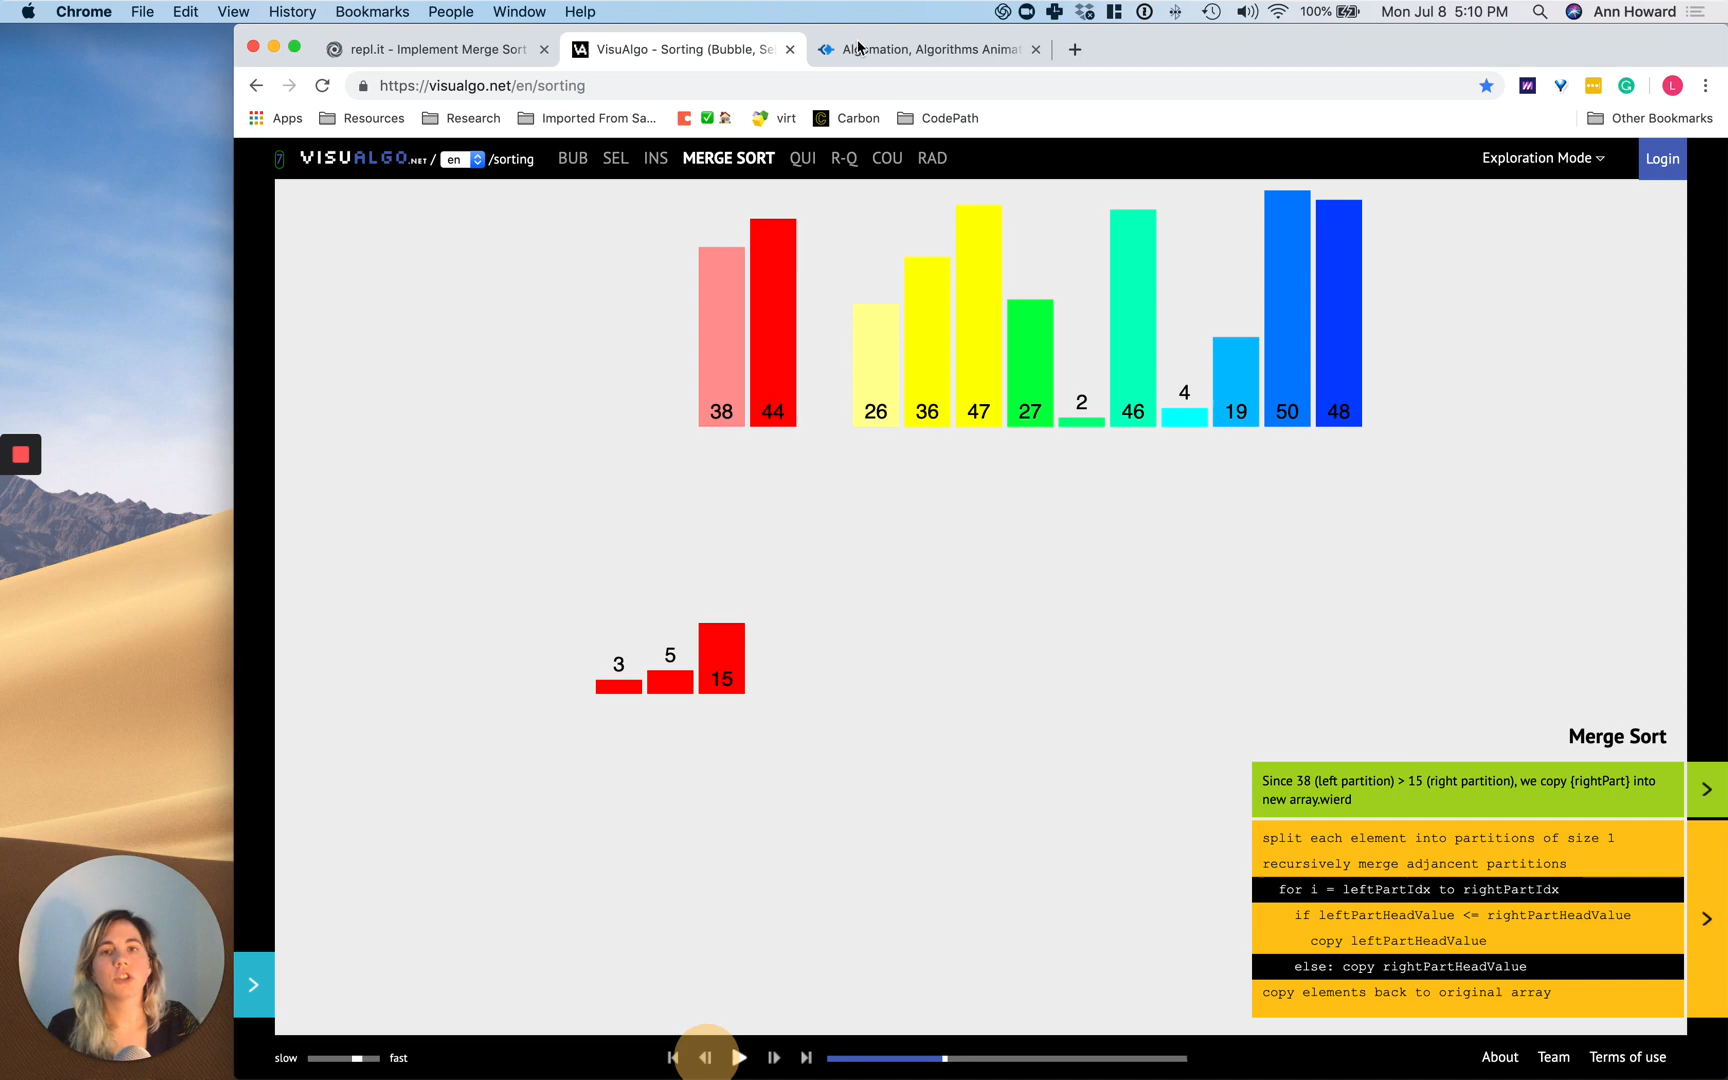 Chrome File Edit View History Bookmarks People Window Help 100% Mon Jul 8 5:10 PM Ann Howard
repl.it - Implement Merge Sort
VisuAlgo - Sorting (Bubble, Se
Algomation, Algorithms Animat
https://visualgo.net/en/sorting
L
Apps Resources Research Imported From Sa... virt Carbon CodePath Other Bookmarks
7 VISUALGO.NET / en /sorting BUB SEL INS MERGE SORT QUI R-Q COU RAD Exploration Mode Login
38 44 26 36 47 27 2 46 4 19 50 48
3 5 15
Merge Sort
Since 38 (left partition) > 15 (right partition), we copy {rightPart} into
new array.wierd
split each element into partitions of size 1
recursively merge adjancent partitions
for i = leftPartIdx to rightPartIdx
if leftPartHeadValue <= rightPartHeadValue
copy leftPartHeadValue
else: copy rightPartHeadValue
copy elements back to original array
slow fast About Team Terms of use